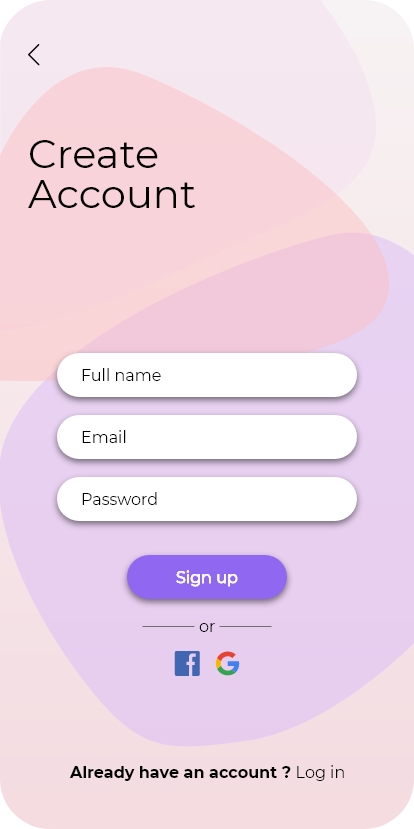 Create
Account
Full name
Email
Password
Sign up
or
Already have an account ? Log in